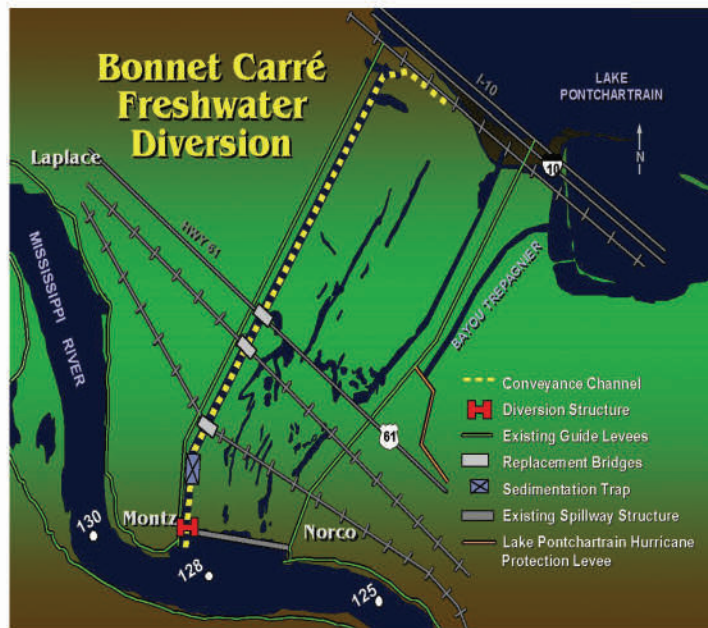 Bonnet Carré
Freshwater
Diversion
I-10
LAKE
PONTCHARTRAIN
N
10
Laplace
HWY 61
MISSISSIPPI
RIVER
BAYOU TREPAGNIER
61
Conveyance Channel
Diversion Structure
Existing Guide Levees
Replacement Bridges
Sedimentation Trap
Existing Spillway Structure
Lake Pontchartrain Hurricane
Protection Levee
Montz
Norco
130
128
125